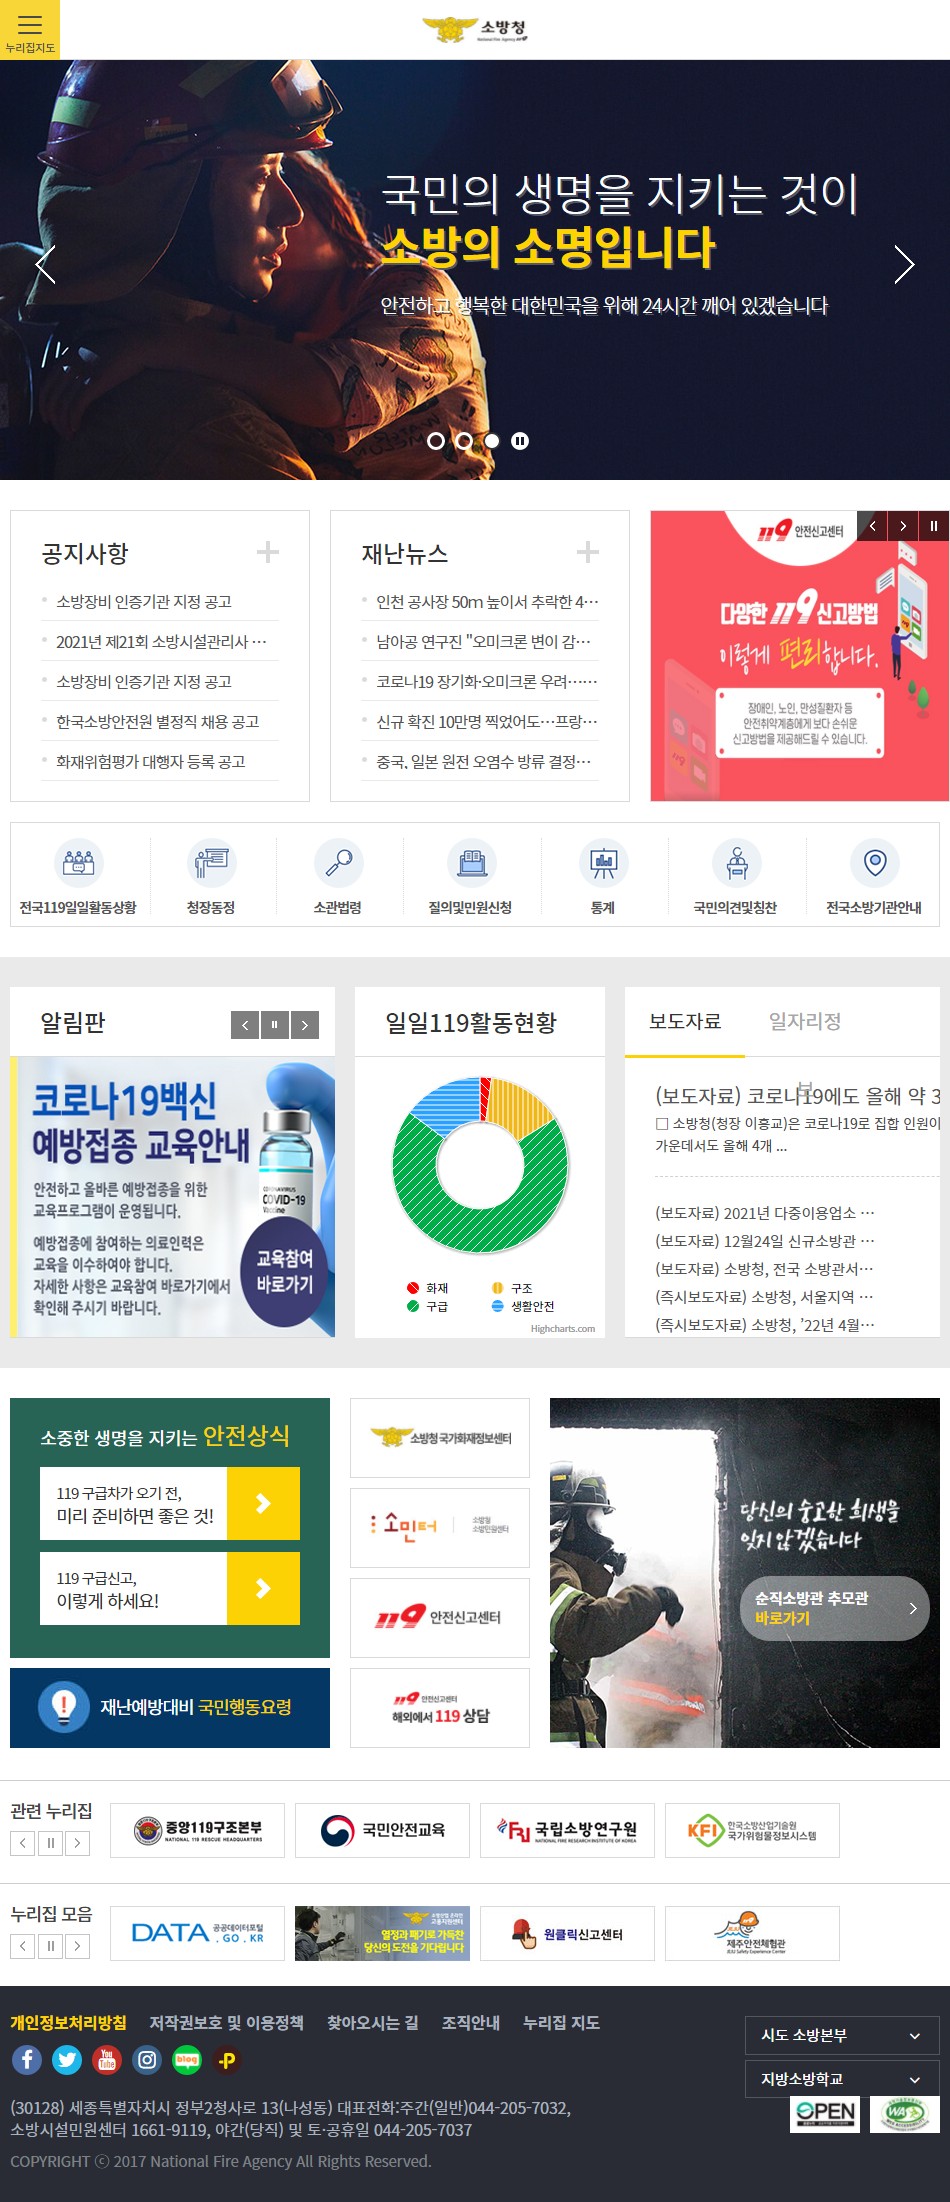 누리집지도
소방청
National Fire Agency
국민의 생명을 지키는 것이
소방의 소명입니다
안전하고 행복한 대한민국을 위해 24시간 깨어 있겠습니다
공지사항
소방장비 인증기관 지정 공고
2021년 제21회 소방시설관리사 …
소방장비 인증기관 지정 공고
한국소방안전원 별정직 채용 공고
화재위험평가 대행자 등록 공고
재난뉴스
인천 공사장 50m 높이서 추락한 4…
남아공 연구진 "오미크론 변이 감…
코로나19 장기화·오미크론 우려……
신규 확진 10만명 찍었어도…프랑…
중국, 일본 원전 오염수 방류 결정…
119 안전신고센터
다양한 119 신고방법
이렇게 편리합니다.
장애인, 노인, 만성질환자 등
안전취약계층에게 보다 손쉬운
신고방법을 제공해드릴 수 있습니다.
전국119일일활동상황
청장동정
소관법령
질의및민원신청
통계
국민의견및칭찬
전국소방기관안내
알림판
코로나19백신
예방접종 교육안내
안전하고 올바른 예방접종을 위한
교육프로그램이 운영됩니다.
예방접종에 참여하는 의료인력은
교육을 이수하여야 합니다.
자세한 사항은 교육참여 바로가기에서
확인해 주시기 바랍니다.
CORONAVIRUS
COVID-19
Vaccine
교육참여
바로가기
일일119활동현황
화재
구조
구급
생활안전
Highcharts.com
보도자료
일자리정
보
(보도자료) 코로나19에도 올해 약 3
□ 소방청(청장 이흥교)은 코로나19로 집합 인원이
가운데서도 올해 4개 ...
(보도자료) 2021년 다중이용업소 …
(보도자료) 12월24일 신규소방관 …
(보도자료) 소방청, 전국 소방관서…
(즉시보도자료) 소방청, 서울지역 …
(즉시보도자료) 소방청, ’22년 4월…
소중한 생명을 지키는 안전상식
119 구급차가 오기 전,
미리 준비하면 좋은 것!
119 구급신고,
이렇게 하세요!
재난예방대비 국민행동요령
소방청 국가화재정보센터
소민터
소방청
소방민원센터
119 안전신고센터
119 안전신고센터
해외에서 119 상담
당신의 숭고한 희생을
잊지 않겠습니다
순직소방관 추모관
바로가기
관련 누리집
중앙119구조본부
NATIONAL 119 RESCUE HEADQUARTERS
국민안전교육
국립소방연구원
NATIONAL FIRE RESEARCH INSTITUTE OF KOREA
KFI
한국소방산업기술원
국가위험물정보시스템
누리집 모음
DATA
공공데이터포털
.GO.KR
소방산업 온라인
고용지원센터
열정과 패기로 가득찬
당신의 도전을 기다립니다
원클릭신고센터
제주안전체험관
JEJU Safety Experience Center
개인정보처리방침
저작권보호 및 이용정책
찾아오시는 길
조직안내
누리집 지도
시도 소방본부
지방소방학교
You
Tube
blog
P
(30128) 세종특별자치시 정부2청사로 13(나성동) 대표전화:주간(일반)044-205-7032,
소방시설민원센터 1661-9119, 야간(당직) 및 토·공휴일 044-205-7037
OPEN
WA
COPYRIGHT ⓒ 2017 National Fire Agency All Rights Reserved.